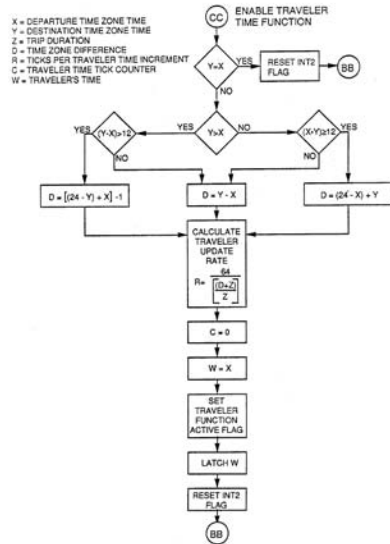 X = DEPARTURE TIME ZONE TIME
Y = DESTINATION TIME ZONE TIME
Z = TRIP DURATION
D = TIME ZONE DIFFERENCE
R = TICKS PER TRAVELER TIME INCREMENT
C = TRAVELER TIME TICK COUNTER
W = TRAVELER'S TIME
CC
ENABLE TRAVELER
TIME FUNCTION
Y=X
YES
RESET INT2
FLAG
BB
NO
(Y-X)>12
YES
Y>X
NO
(X-Y)≥12
YES
NO
NO
D = [(24 - Y) + X] -1
D = Y - X
D = (24 - X) + Y
CALCULATE
TRAVELER
UPDATE
RATE
R= 64
[(D+Z)
Z]
C = 0
W = X
SET
TRAVELER
FUNCTION
ACTIVE FLAG
LATCH W
RESET INT2
FLAG
BB